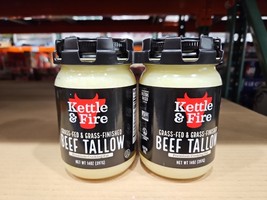 Kettle
& Fire
GRASS-FED & GRASS-FINISHED
BEEF TALLOW
NET WT 14OZ (397G)
Kettle
& Fire
GRASS-FED & GRASS-FINISHED
BEEF TALLOW
NET WT 14OZ (397G)